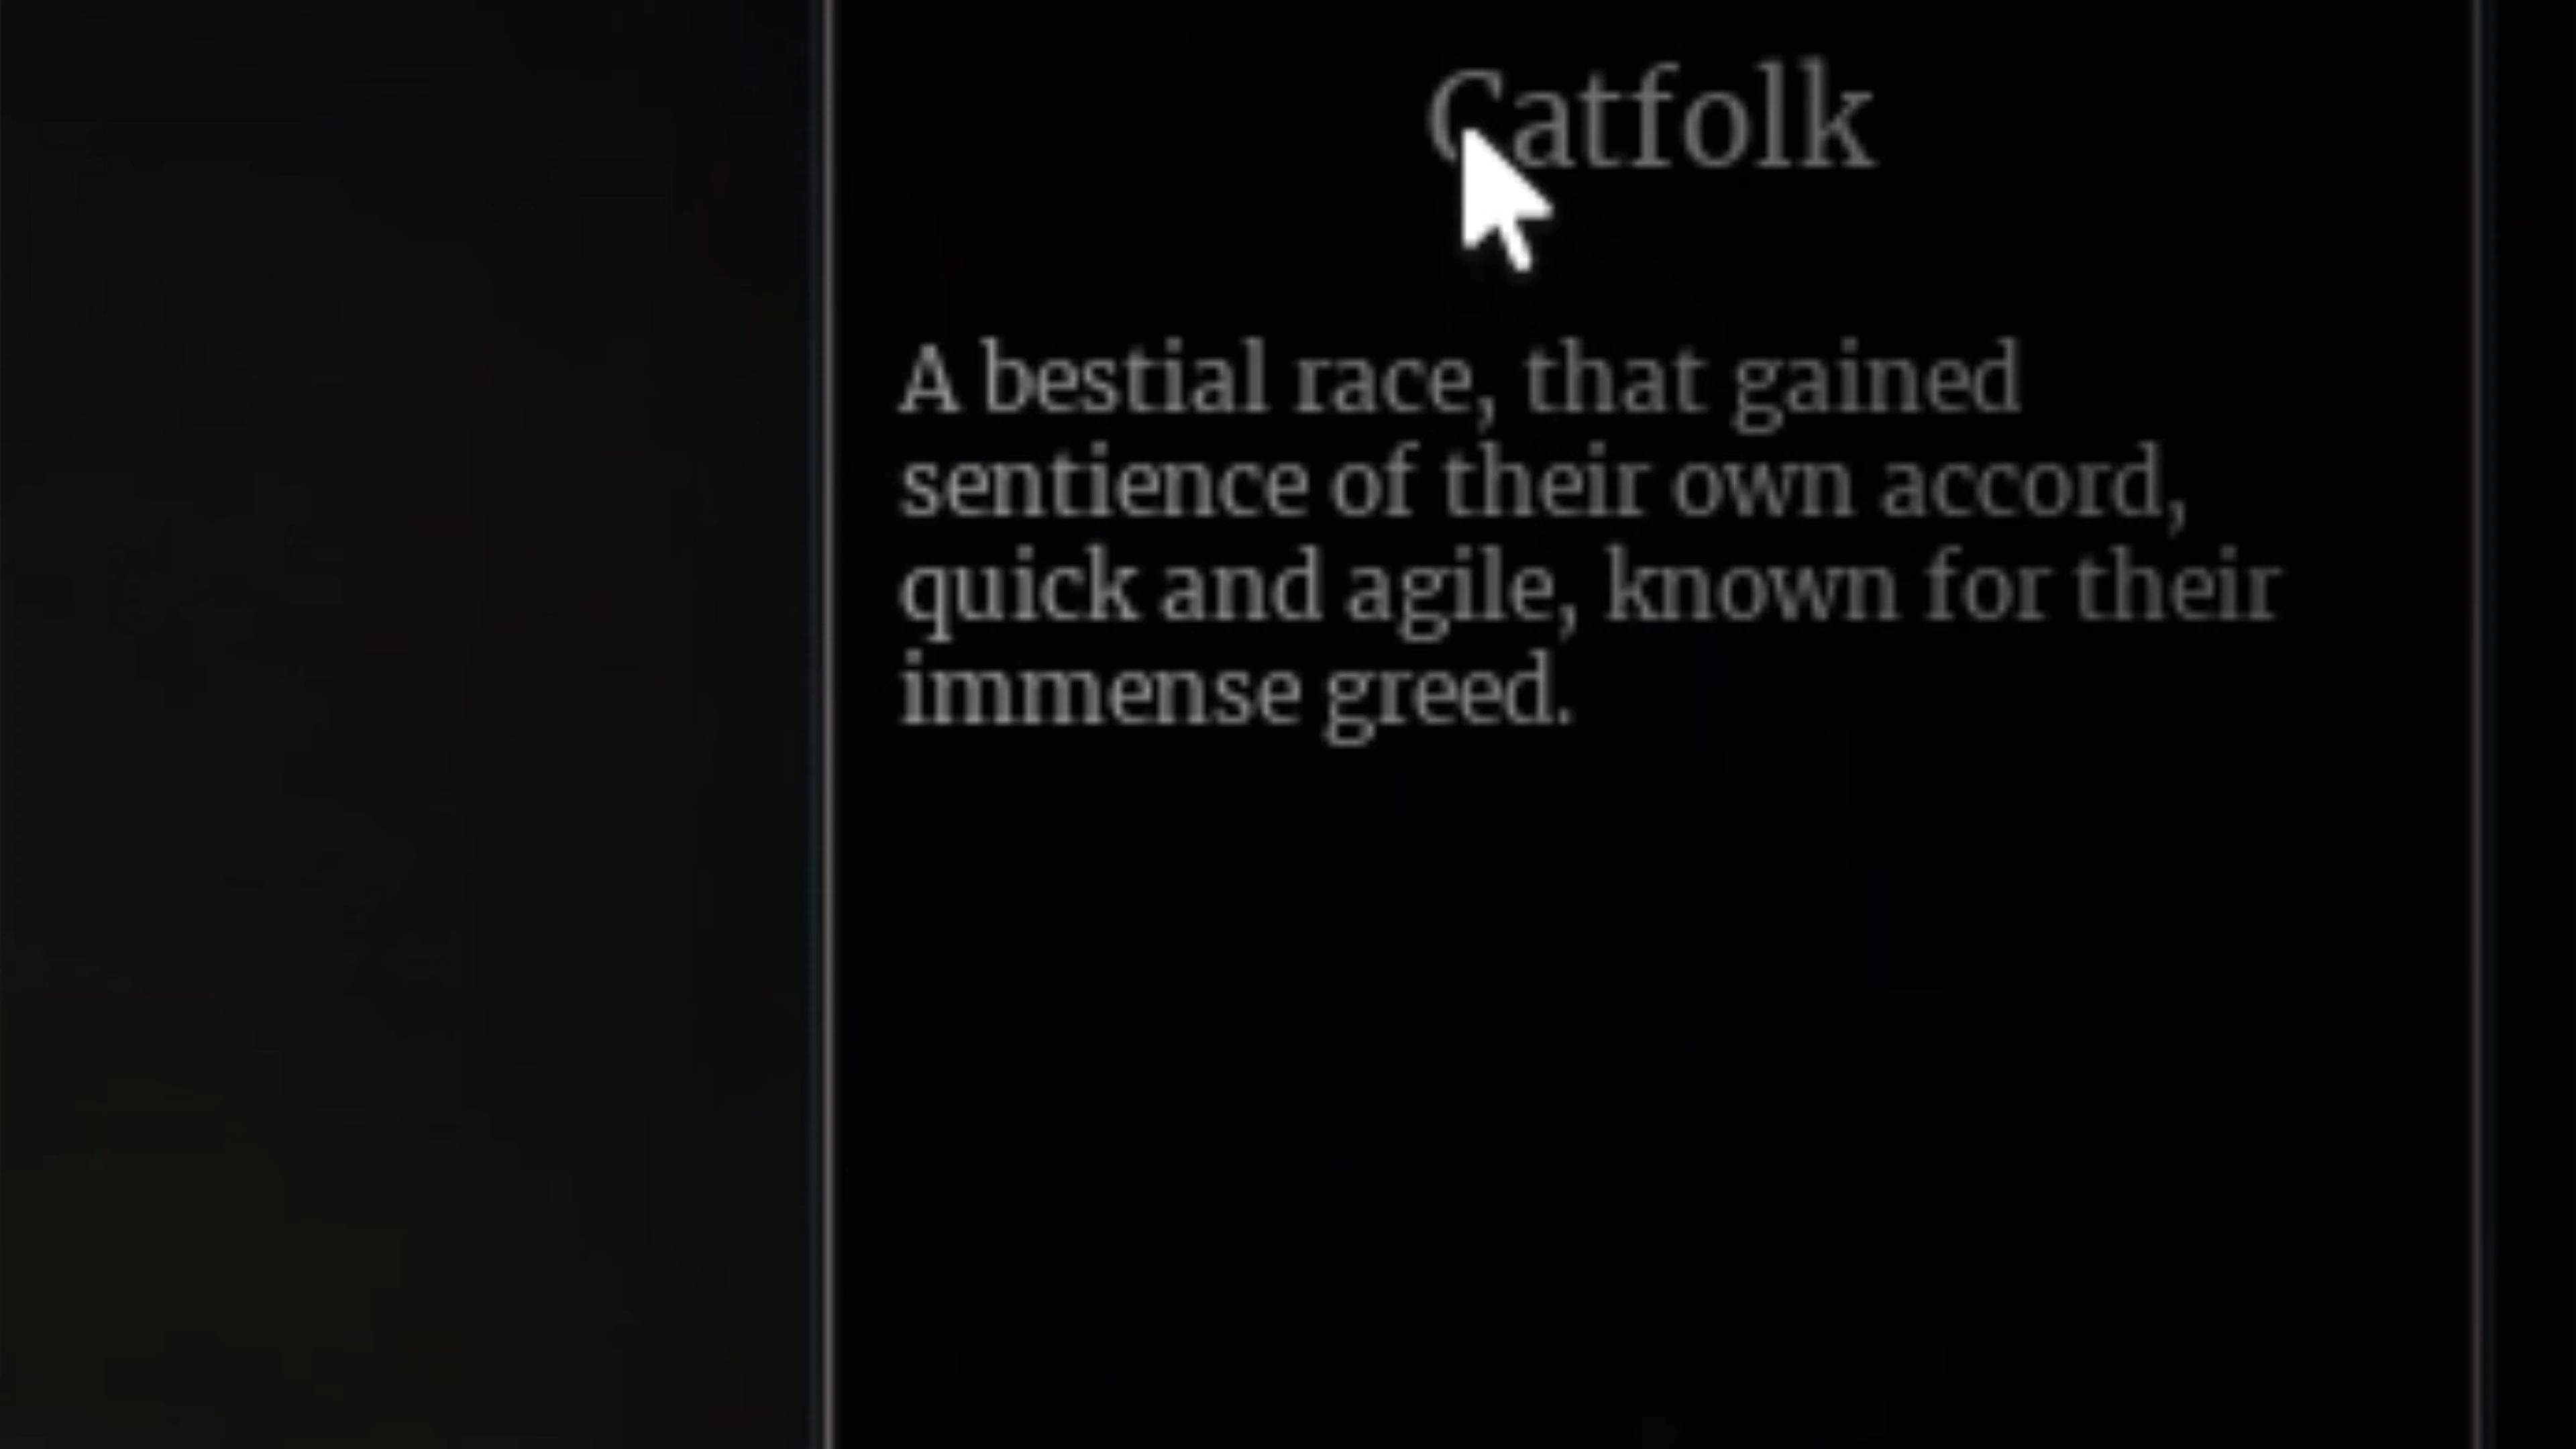 Catfolk
A bestial race, that gained
sentience of their own accord,
quick and agile, known for their
immense greed.